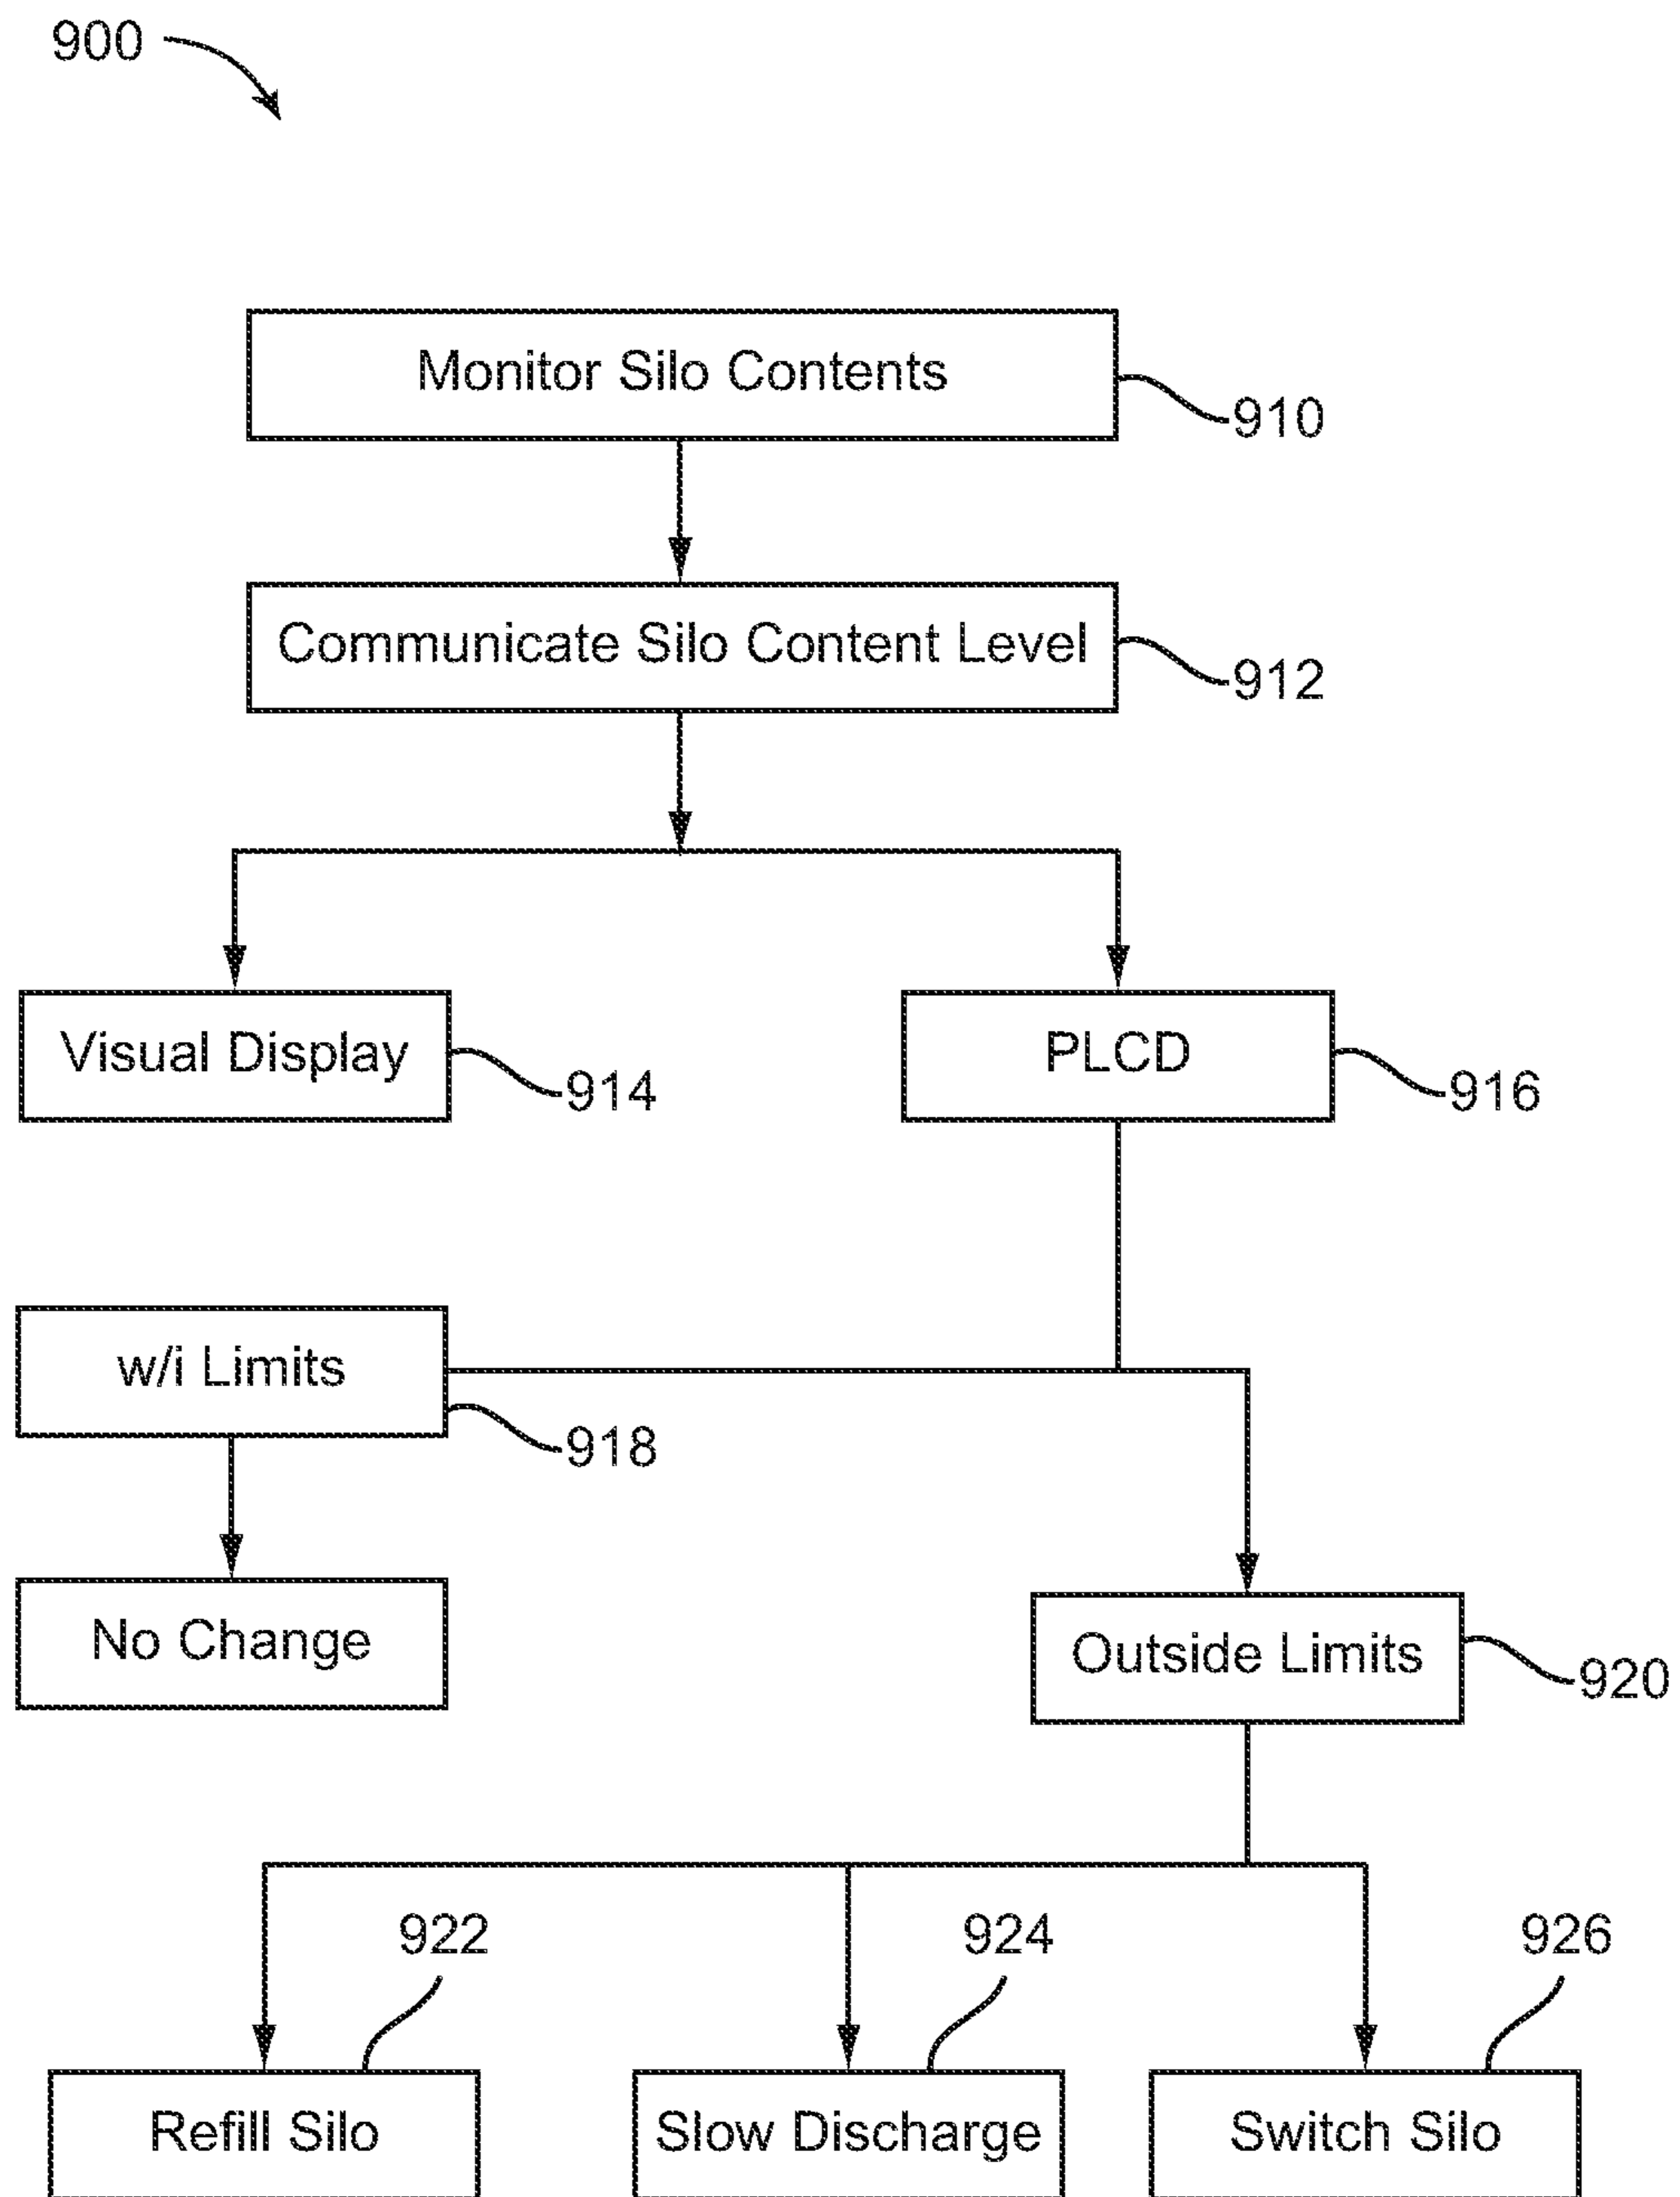 900
Monitor Silo Contents
910
Communicate Silo Content Level
912
Visual Display
914
PLCD
916
w/i Limits
918
No Change
Outside Limits
920
922
924
926
Refill Silo
Slow Discharge
Switch Silo